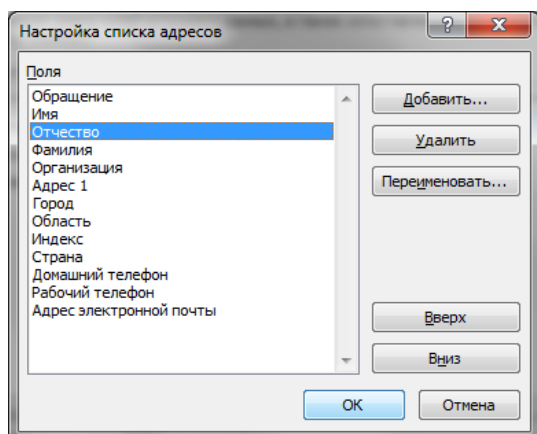 Настройка списка адресов
Поля
Обращение
Имя
Отчество
Фамилия
Организация
Адрес 1
Город
Область
Индекс
Страна
Домашний телефон
Рабочий телефон
Адрес электронной почты
Добавить...
Удалить
Переименовать...
Вверх
Вниз
ОК
Отмена